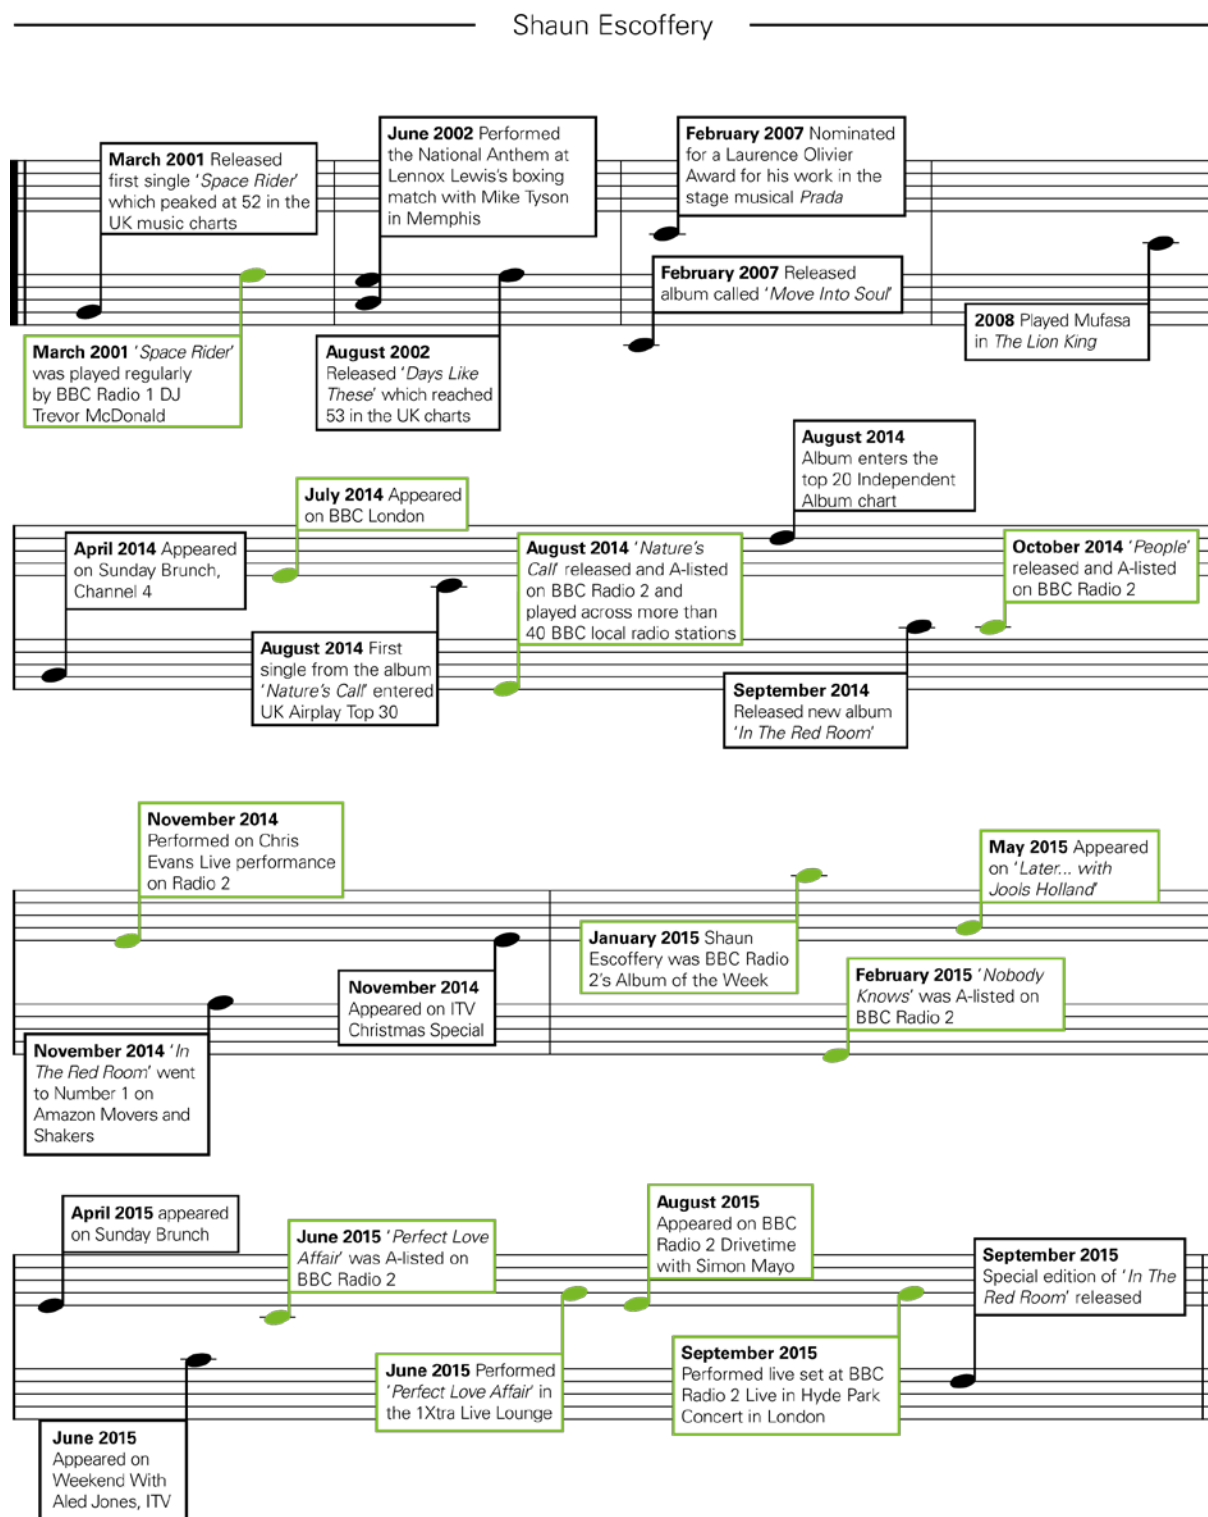 Shaun Escoffery
March 2001 Released
first single ‘Space Rider’
which peaked at 52 in the
UK music charts
June 2002 Performed
the National Anthem at
Lennox Lewis’s boxing
match with Mike Tyson
in Memphis
February 2007 Nominated
for a Laurence Olivier
Award for his work in the
stage musical Prada
February 2007 Released
album called ‘Move Into Soul’
2008 Played Mufasa
in The Lion King
March 2001 ‘Space Rider’
was played regularly
by BBC Radio 1 DJ
Trevor McDonald
August 2002
Released ‘Days Like
These’ which reached
53 in the UK charts
April 2014 Appeared
on Sunday Brunch,
Channel 4
July 2014 Appeared
on BBC London
August 2014 First
single from the album
‘Nature’s Call’ entered
UK Airplay Top 30
August 2014 ‘Nature’s
Call’ released and A-listed
on BBC Radio 2 and
played across more than
40 BBC local radio stations
August 2014
Album enters the
top 20 Independent
Album chart
September 2014
Released new album
‘In The Red Room’
October 2014 ‘People’
released and A-listed
on BBC Radio 2
November 2014
Performed on Chris
Evans Live performance
on Radio 2
November 2014 ‘In
The Red Room’ went
to Number 1 on
Amazon Movers and
Shakers
November 2014
Appeared on ITV
Christmas Special
January 2015 Shaun
Escoffery was BBC Radio
2’s Album of the Week
February 2015 ‘Nobody
Knows’ was A-listed on
BBC Radio 2
May 2015 Appeared
on ‘Later... with
Jools Holland’
April 2015 appeared
on Sunday Brunch
June 2015
Appeared on
Weekend With
Aled Jones, ITV
June 2015 ‘Perfect Love
Affair’ was A-listed on
BBC Radio 2
June 2015 Performed
‘Perfect Love Affair’ in
the 1Xtra Live Lounge
August 2015
Appeared on BBC
Radio 2 Drivetime
with Simon Mayo
September 2015
Performed live set at BBC
Radio 2 Live in Hyde Park
Concert in London
September 2015
Special edition of ‘In The
Red Room’ released